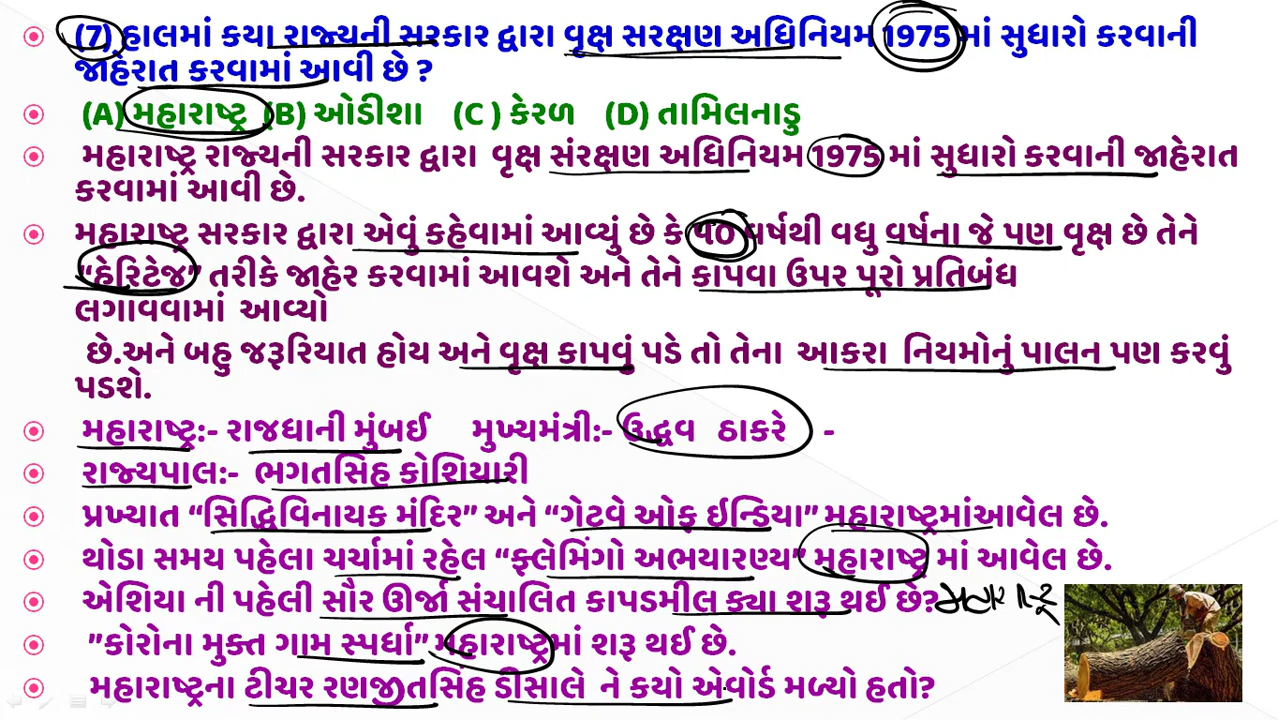 (7) હાલમાં કયા રાજ્યની સરકાર દ્વારા વૃક્ષ સરક્ષણ અધિનિયમ 1975 માં સુધારો કરવાની
જાહેરાત કરવામાં આવી છે ?
(A) મહારાષ્ટ્ર (B) ઓડીશા (C ) કેરળ (D) તામિલનાડુ
મહારાષ્ટ્ર રાજ્યની સરકાર દ્વારા વૃક્ષ સંરક્ષણ અધિનિયમ 1975 માં સુધારો કરવાની જાહેરાત
કરવામાં આવી છે.
મહારાષ્ટ્ર સરકાર દ્વારા એવું કહેવામાં આવ્યું છે કે ૫૦ વર્ષથી વધુ વર્ષના જે પણ વૃક્ષ છે તેને
“હેરિટેજ” તરીકે જાહેર કરવામાં આવશે અને તેને કાપવા ઉપર પૂરો પ્રતિબંધ
લગાવવામાં આવ્યો
છે.અને બહુ જરૂરિયાત હોય અને વૃક્ષ કાપવું પડે તો તેના આકરા નિયમોનું પાલન પણ કરવું
પડશે.
મહારાષ્ટ્ર:- રાજધાની મુંબઈ મુખ્યમંત્રી:- ઉદ્ધવ ઠાકરે -
રાજ્યપાલ:- ભગતસિંહ કોશિયારી
પ્રખ્યાત “સિદ્ધિવિનાયક મંદિર” અને “ગેટવે ઓફ ઇન્ડિયા” મહારાષ્ટ્રમાંઆવેલ છે.
થોડા સમય પહેલા ચર્ચામાં રહેલ “ફ્લેમિંગો અભયારણ્ય” મહારાષ્ટ્ર માં આવેલ છે.
એશિયા ની પહેલી સૌર ઊર્જા સંચાલિત કાપડમીલ ક્યા શરૂ થઈ છે?
”કોરોના મુક્ત ગામ સ્પર્ધા” મહારાષ્ટ્રમાં શરૂ થઈ છે.
મહારાષ્ટ્રના ટીચર રણજીતસિંહ ડીસાલે ને કયો એવોર્ડ મળ્યો હતો?